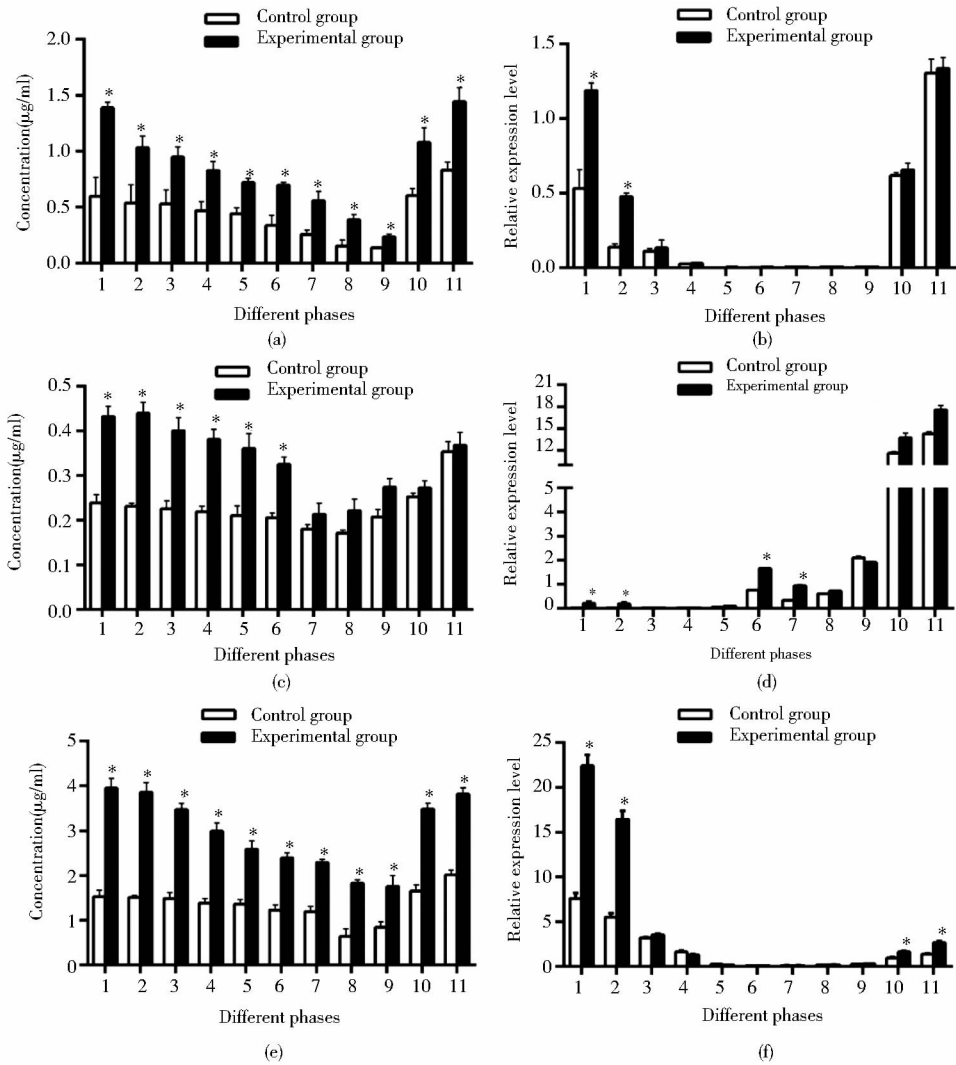 Control group
Experimental group
Concentration(μg/ml)
2.0
1.5
1.0
0.5
0.0
* * * * * * * * * * *
1 2 3 4 5 6 7 8 9 10 11
Different phases
(a)
Control group
Experimental group
Relative expression level
1.5
1.0
0.5
0.0
* *
1 2 3 4 5 6 7 8 9 10 11
Different phases
(b)
Control group
Experimental group
Concentration(μg/ml)
0.5
0.4
0.3
0.2
0.1
0.0
* * * * * *
1 2 3 4 5 6 7 8 9 10 11
Different phases
(c)
Control group
Experimental group
Relative expression level
21
18
15
12
5
4
3
2
1
0
* * * *
1 2 3 4 5 6 7 8 9 10 11
Different phases
(d)
Control group
Experimental group
Concentration(μg/ml)
5
4
3
2
1
0
* * * * * * * * * * *
1 2 3 4 5 6 7 8 9 10 11
Different phases
(e)
Control group
Experimental group
Relative expression level
25
20
15
10
5
0
* * * *
1 2 3 4 5 6 7 8 9 10 11
Different phases
(f)